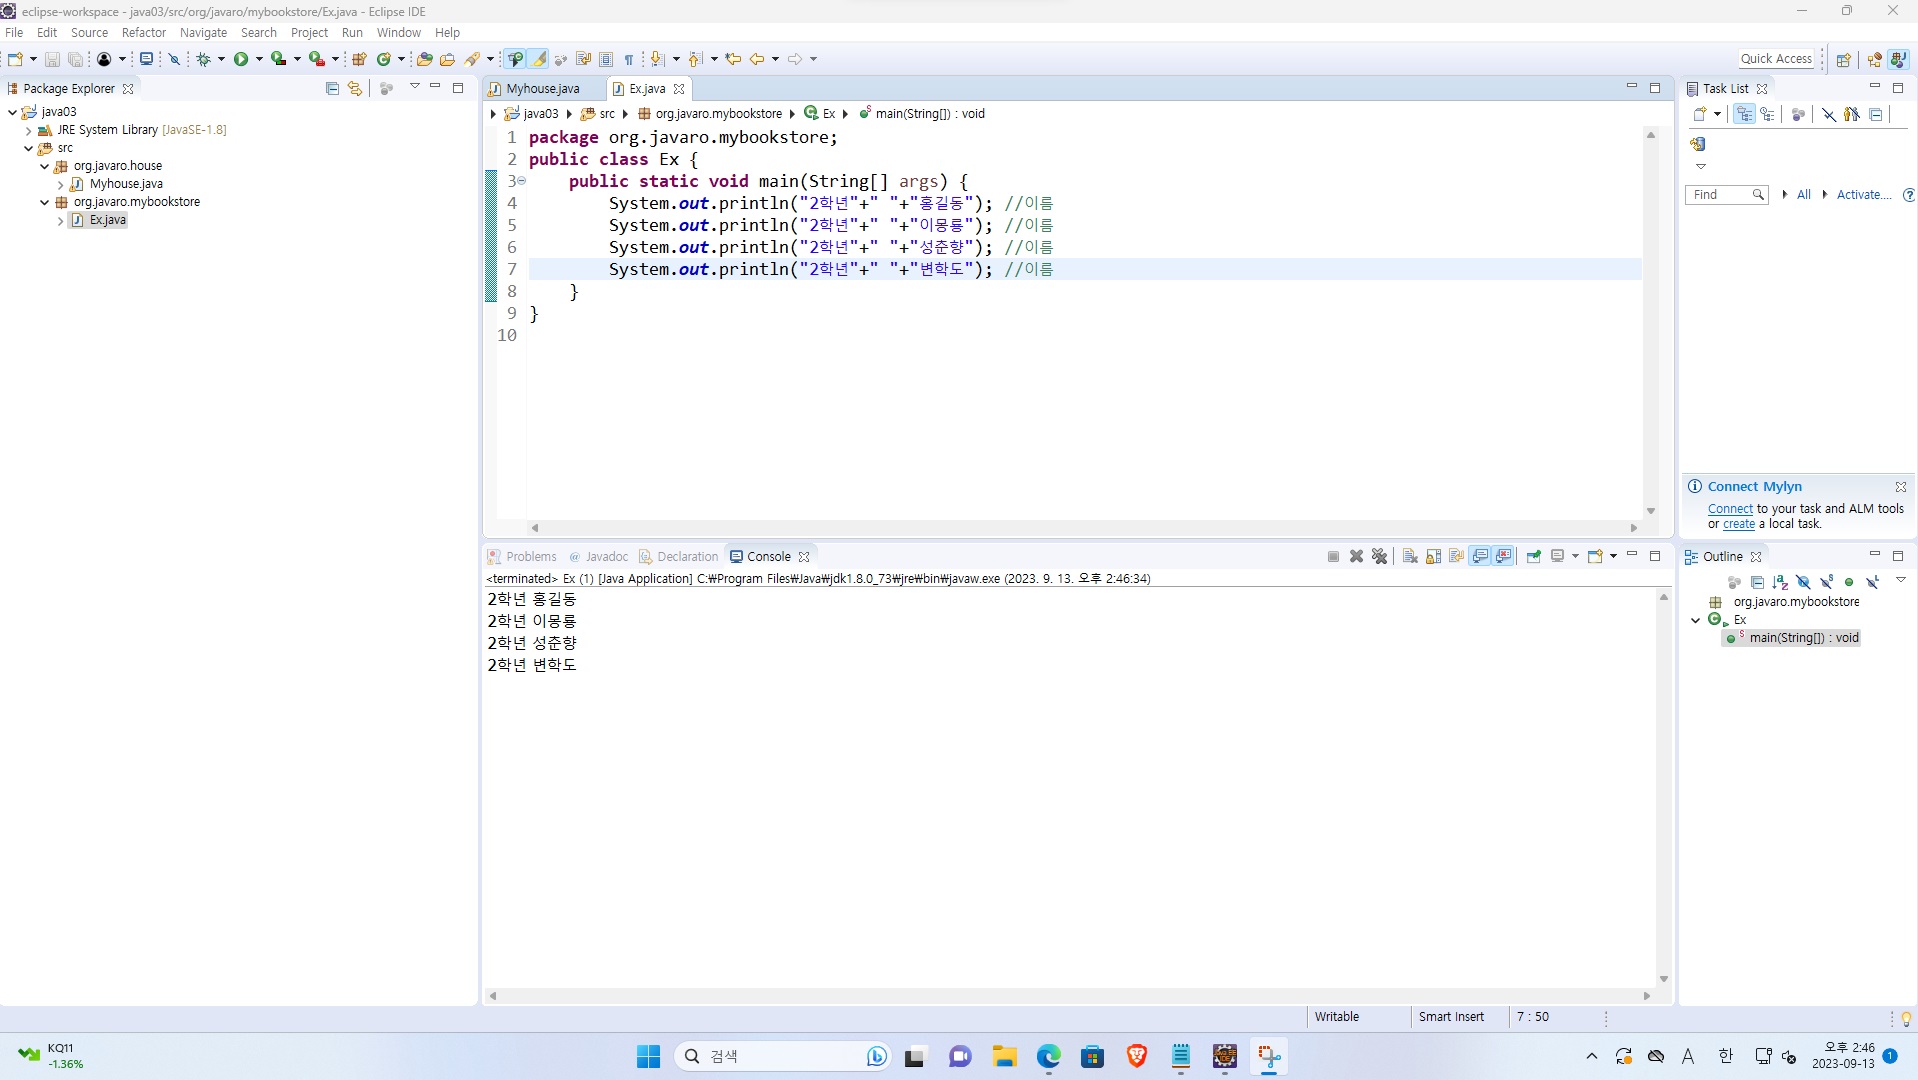 eclipse-workspace - java03/src/org/javaro/mybookstore/Ex.java - Eclipse IDE
File Edit Source Refactor Navigate Search Project Run Window Help
Quick Access
Package Explorer
java03
JRE System Library [JavaSE-1.8]
src
org.javaro.house
Myhouse.java
org.javaro.mybookstore
Ex.java
Myhouse.java
Ex.java
java03 src org.javaro.mybookstore Ex main(String[]) : void
1 package org.javaro.mybookstore;
2 public class Ex {
3 public static void main(String[] args) {
4 System.out.println("2학년"+" "+"홍길동"); //이름
5 System.out.println("2학년"+" "+"이몽룡"); //이름
6 System.out.println("2학년"+" "+"성춘향"); //이름
7 System.out.println("2학년"+" "+"변학도"); //이름
8 }
9 }
10
Task List
Find All Activate....
Connect Mylyn
Connect to your task and ALM tools
or create a local task.
Problems Javadoc Declaration Console
<terminated> Ex (1) [Java Application] C:₩Program Files₩Java₩jdk1.8.0_73₩jre₩bin₩javaw.exe (2023. 9. 13. 오후 2:46:34)
2학년 홍길동
2학년 이몽룡
2학년 성춘향
2학년 변학도
Outline
org.javaro.mybookstore
Ex
main(String[]) : void
Writable Smart Insert 7 : 50
KQ11
-1.36%
검색
A 한
오후 2:46
2023-09-13
1